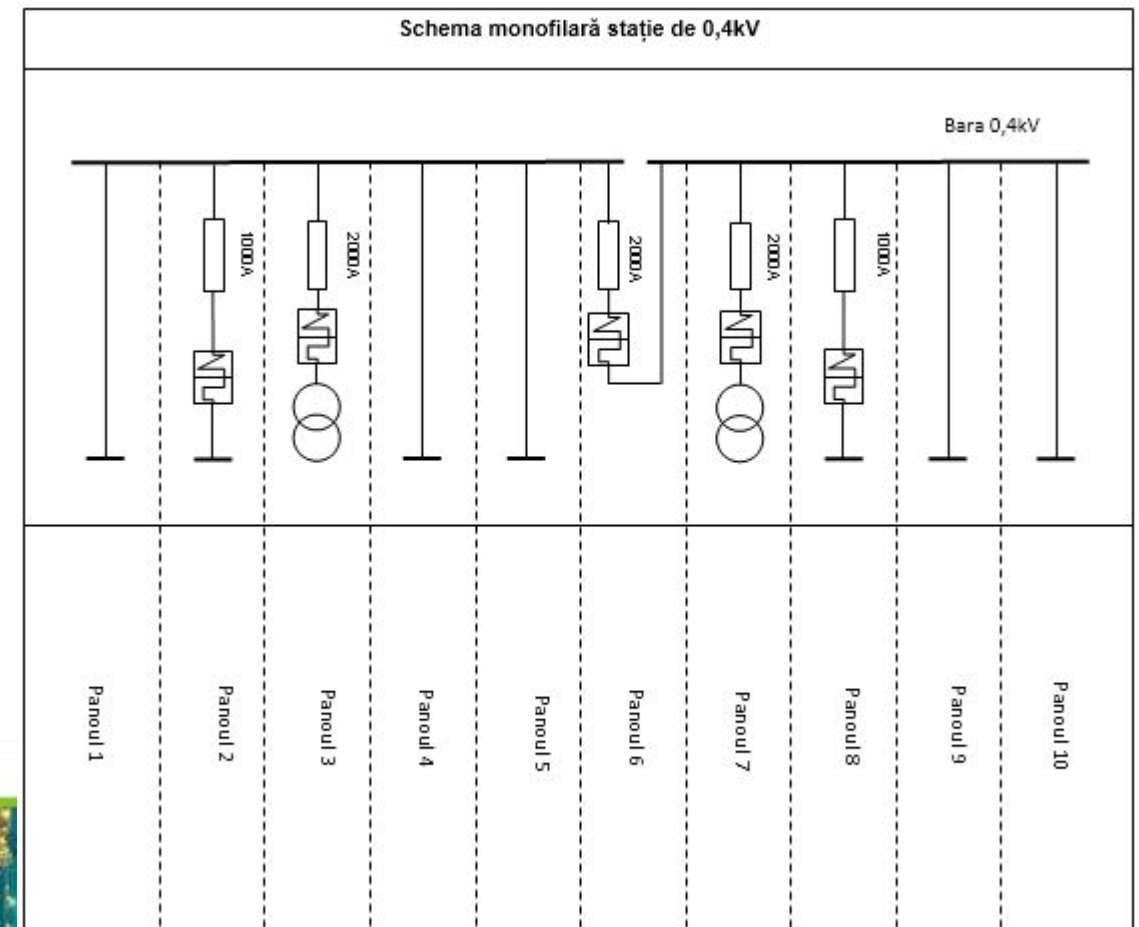 Schema monofilară stație de 0,4kV
Bara 0,4kV
1000A
2000A
2000A
2000A
1000A
Panoul 1
Panoul 2
Panoul 3
Panoul 4
Panoul 5
Panoul 6
Panoul 7
Panoul 8
Panoul 9
Panoul 10